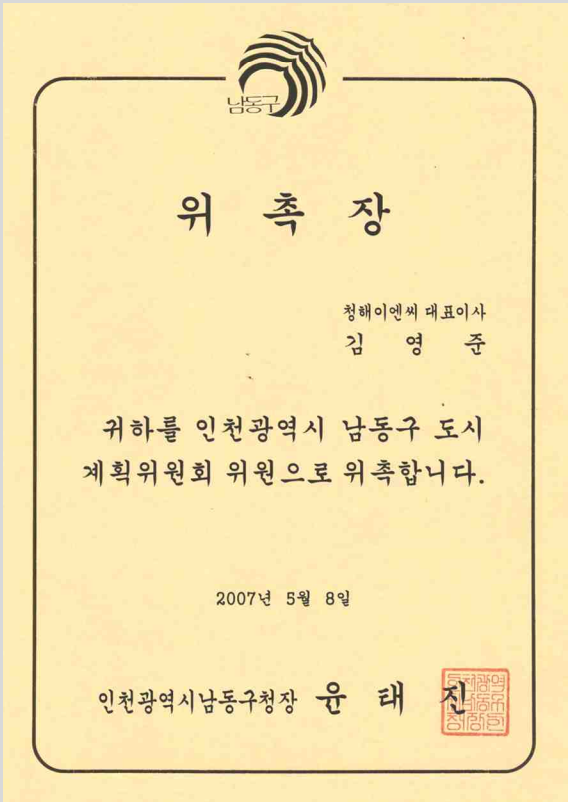 남동구
위 촉 장
청해이엔씨 대표이사
김 영 준
귀하를 인천광역시 남동구 도시
계획위원회 위원으로 위촉합니다.
2007년 5월 8일
인천광역시남동구청장 윤 태 진